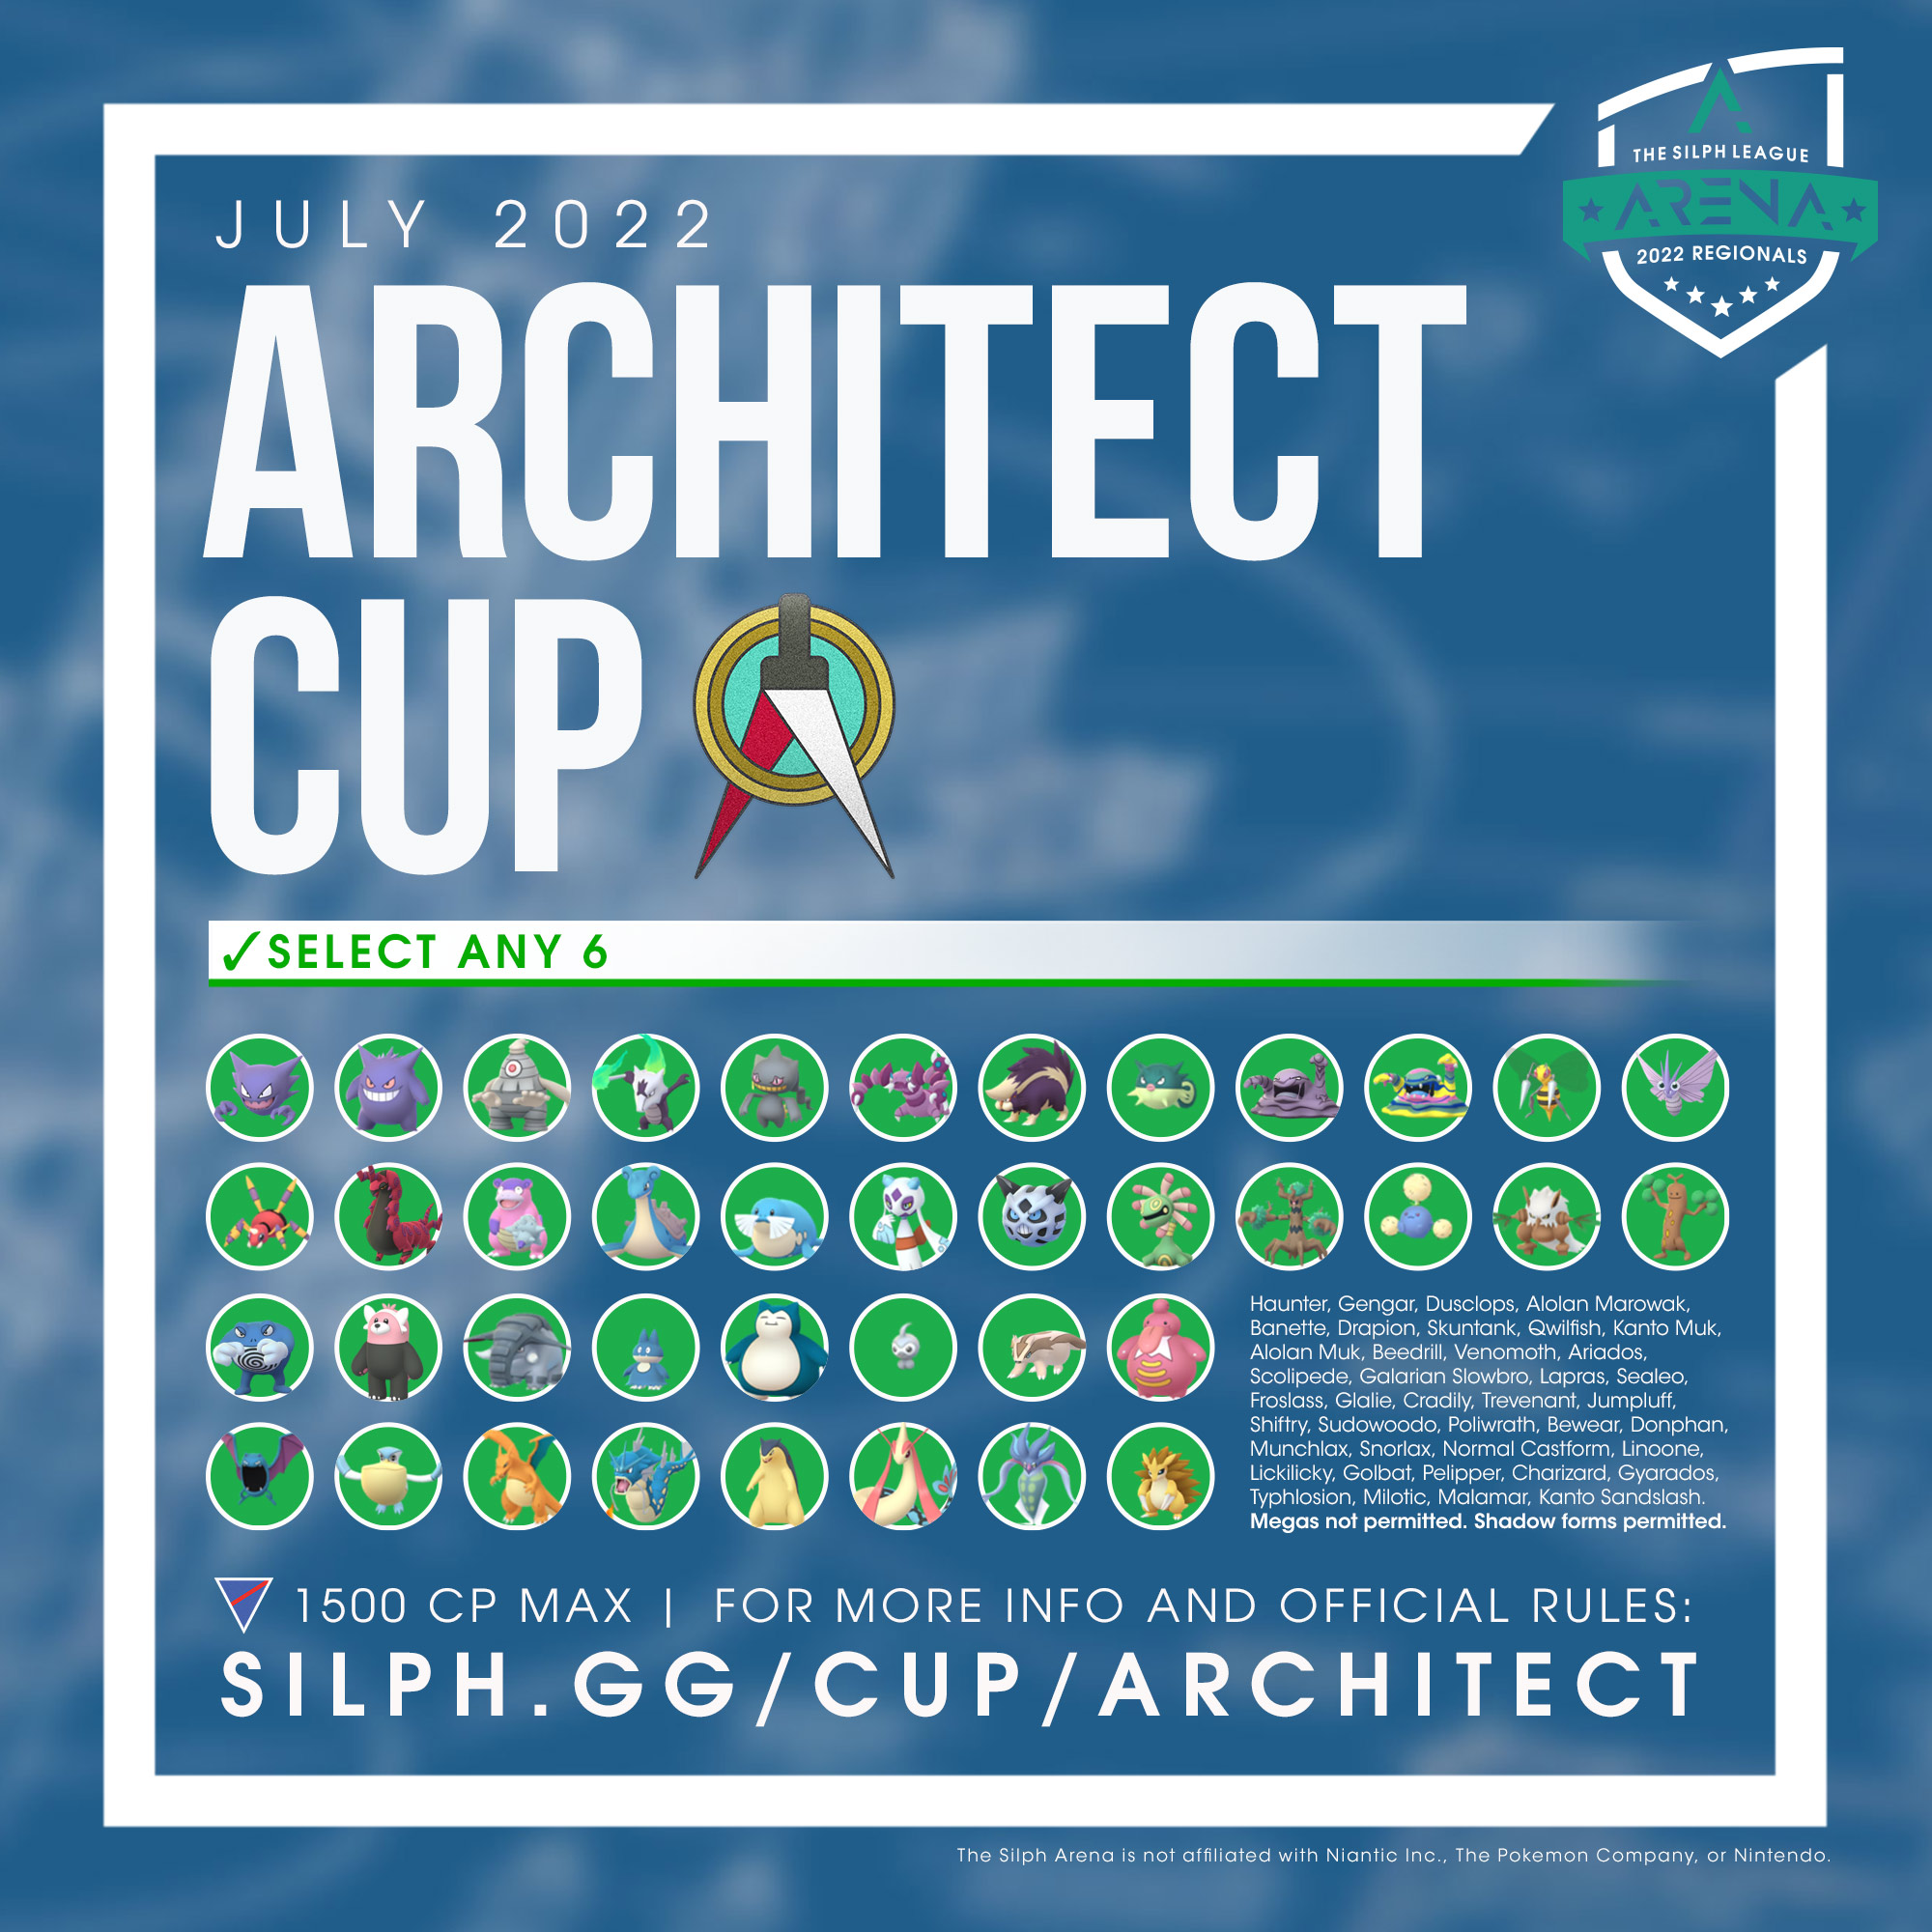 THE SILPH LEAGUE
ARENA
2022 REGIONALS
JULY 2022
ARCHITECT
CUP
✓SELECT ANY 6
Haunter, Gengar, Dusclops, Alolan Marowak,
Banette, Drapion, Skuntank, Qwilfish, Kanto Muk,
Alolan Muk, Beedrill, Venomoth, Ariados,
Scolipede, Galarian Slowbro, Lapras, Sealeo,
Froslass, Glalie, Cradily, Trevenant, Jumpluff,
Shiftry, Sudowoodo, Poliwrath, Bewear, Donphan,
Munchlax, Snorlax, Normal Castform, Linoone,
Lickilicky, Golbat, Pelipper, Charizard, Gyarados,
Typhlosion, Milotic, Malamar, Kanto Sandslash.
Megas not permitted. Shadow forms permitted.
1500 CP MAX | FOR MORE INFO AND OFFICIAL RULES:
SILPH.GG/CUP/ARCHITECT
The Silph Arena is not affiliated with Niantic Inc., The Pokemon Company, or Nintendo.